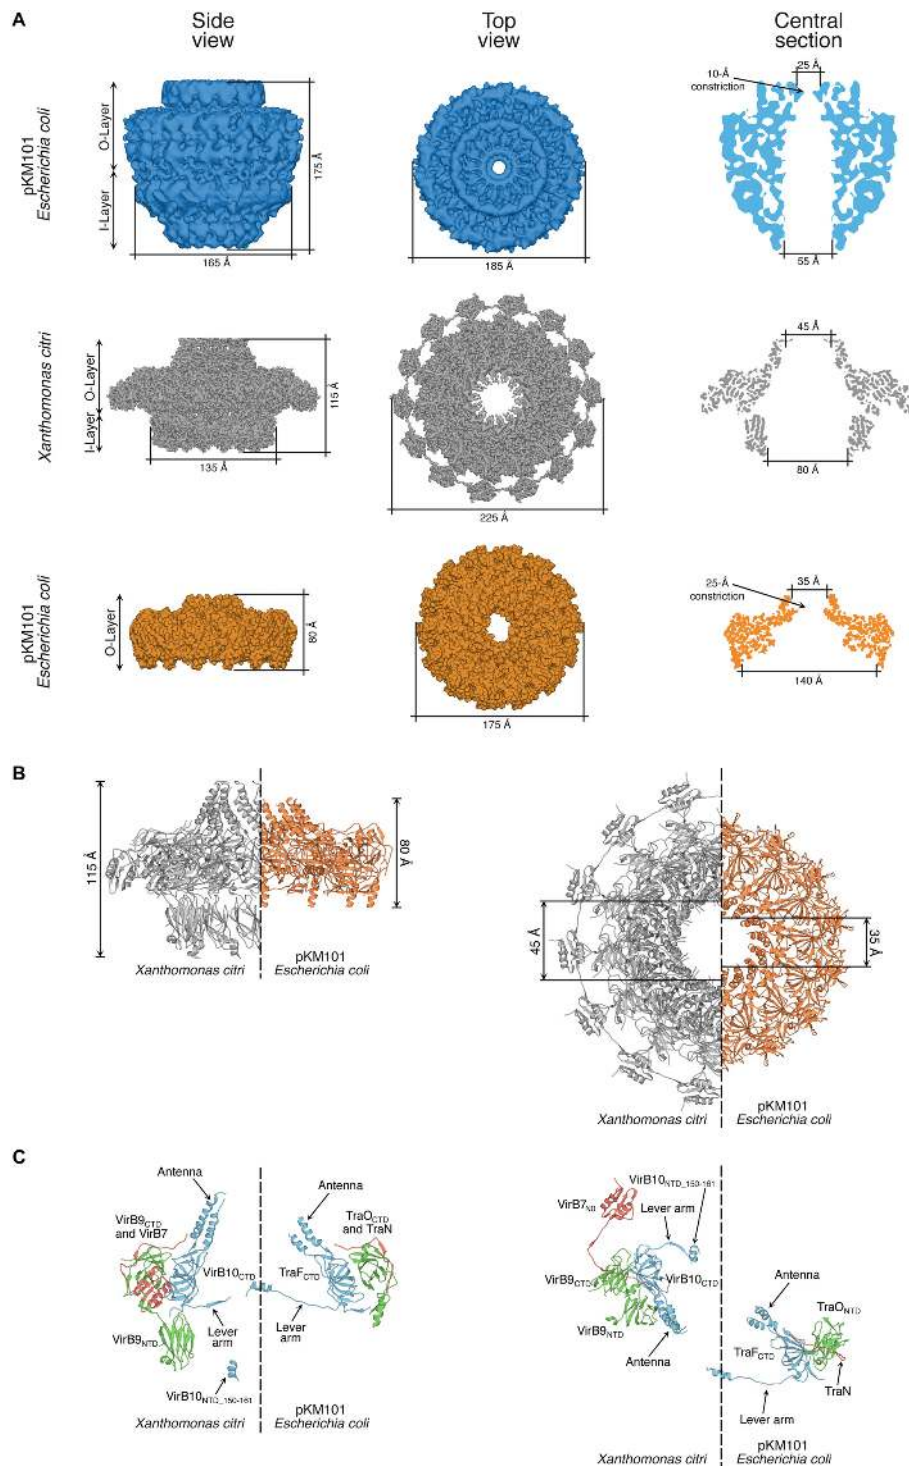 A
Side
view
Top
view
Central
section
pKM101
Escherichia coli
O-Layer
I-Layer
175 Å
165 Å
185 Å
25 Å
10-Å
constriction
55 Å
Xanthomonas citri
O-Layer
I-Layer
115 Å
135 Å
225 Å
45 Å
80 Å
pKM101
Escherichia coli
O-Layer
80 Å
175 Å
35 Å
25-Å
constriction
140 Å
B
115 Å
80 Å
Xanthomonas citri
pKM101
Escherichia coli
45 Å
35 Å
Xanthomonas citri
pKM101
Escherichia coli
C
Antenna
VirB9CTD
and VirB7
VirB10CTD
Lever
arm
VirB9NTD
VirB10NTD_150-161
Xanthomonas citri
Antenna
TraOCTD
and TraN
TraFCTD
Lever
arm
pKM101
Escherichia coli
VirB10NTD_150-161
VirB7N0
Lever arm
VirB9CTD
VirB10CTD
VirB9NTD
Antenna
Xanthomonas citri
Antenna
TraONTD
TraFCTD
TraN
Lever arm
pKM101
Escherichia coli